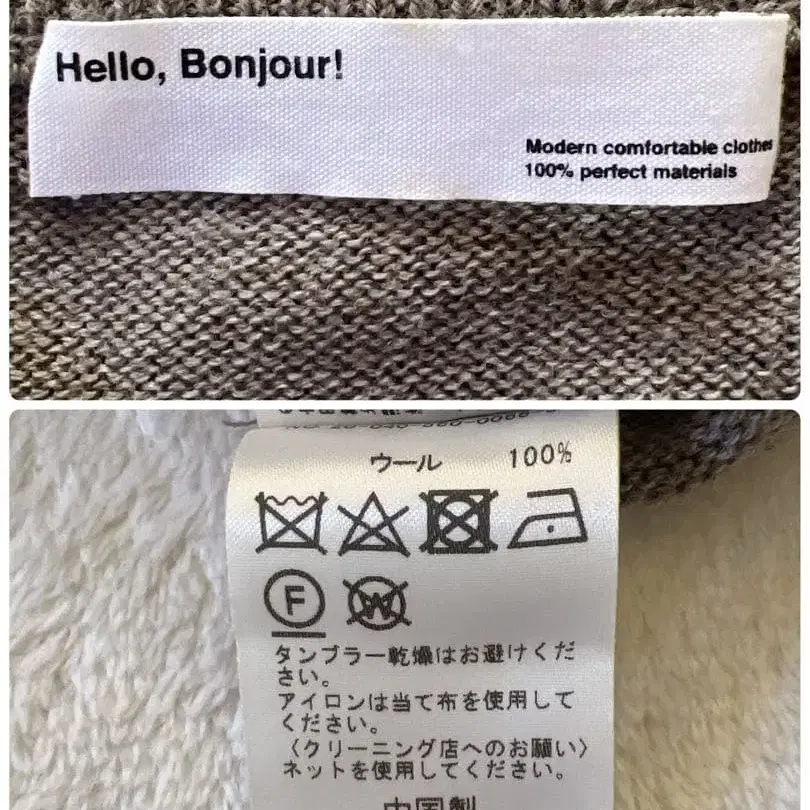 Hello, Bonjour!
Modern comfortable clothes
100% perfect materials
ウール 100%
F
W
タンブラー乾燥はお避けくだ
さい。
アイロンは当て布を使用して
ください。
〈クリーニング店へのお願い〉
ネットを使用してください。
中国製